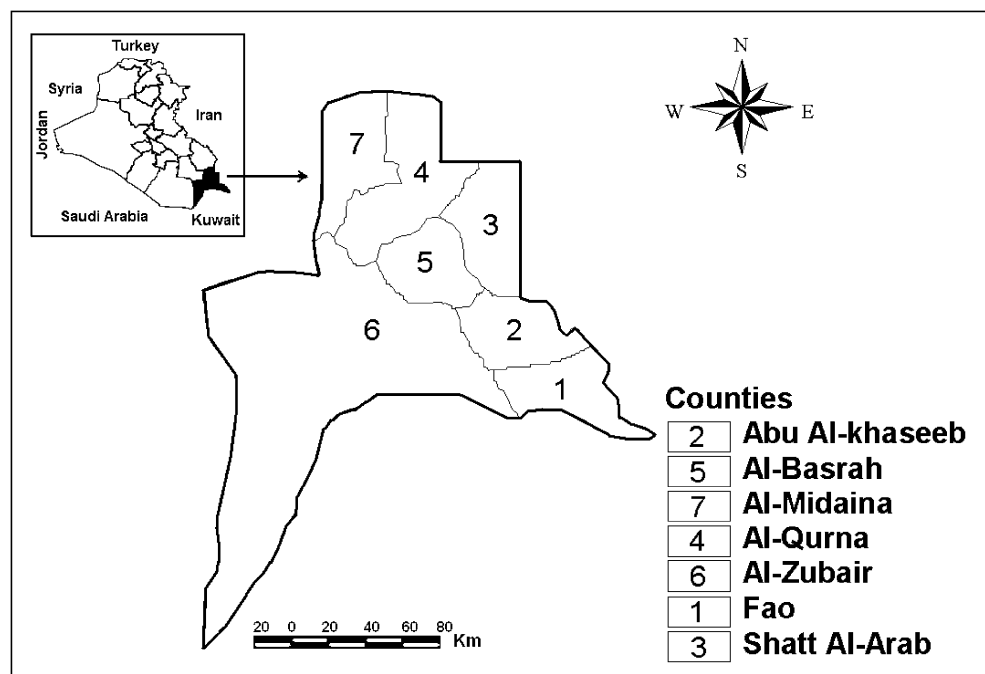 Turkey
Syria
Iran
Jordan
Saudi Arabia
Kuwait
N
W E
S
7
4
3
5
6
2
1
Counties
2 Abu Al-khaseeb
5 Al-Basrah
7 Al-Midaina
4 Al-Qurna
6 Al-Zubair
1 Fao
3 Shatt Al-Arab
20 0 20 40 60 80
Km